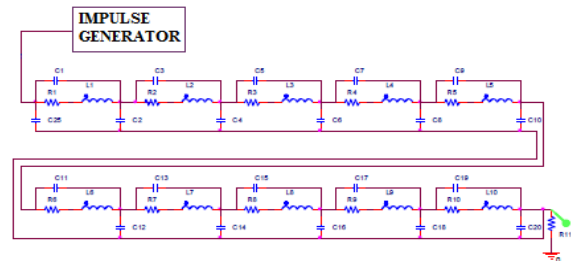 IMPULSE
GENERATOR
C1 C3 C5 C7 C9
L1 L2 L3 L4 L5
R1 R2 R3 R4 R5
C25 C2 C4 C6 C8 C10
C11 C13 C15 C17 C19
L6 L7 L8 L9 L10
R6 R7 R8 R9 R10
C12 C14 C16 C18 C20
R11
0